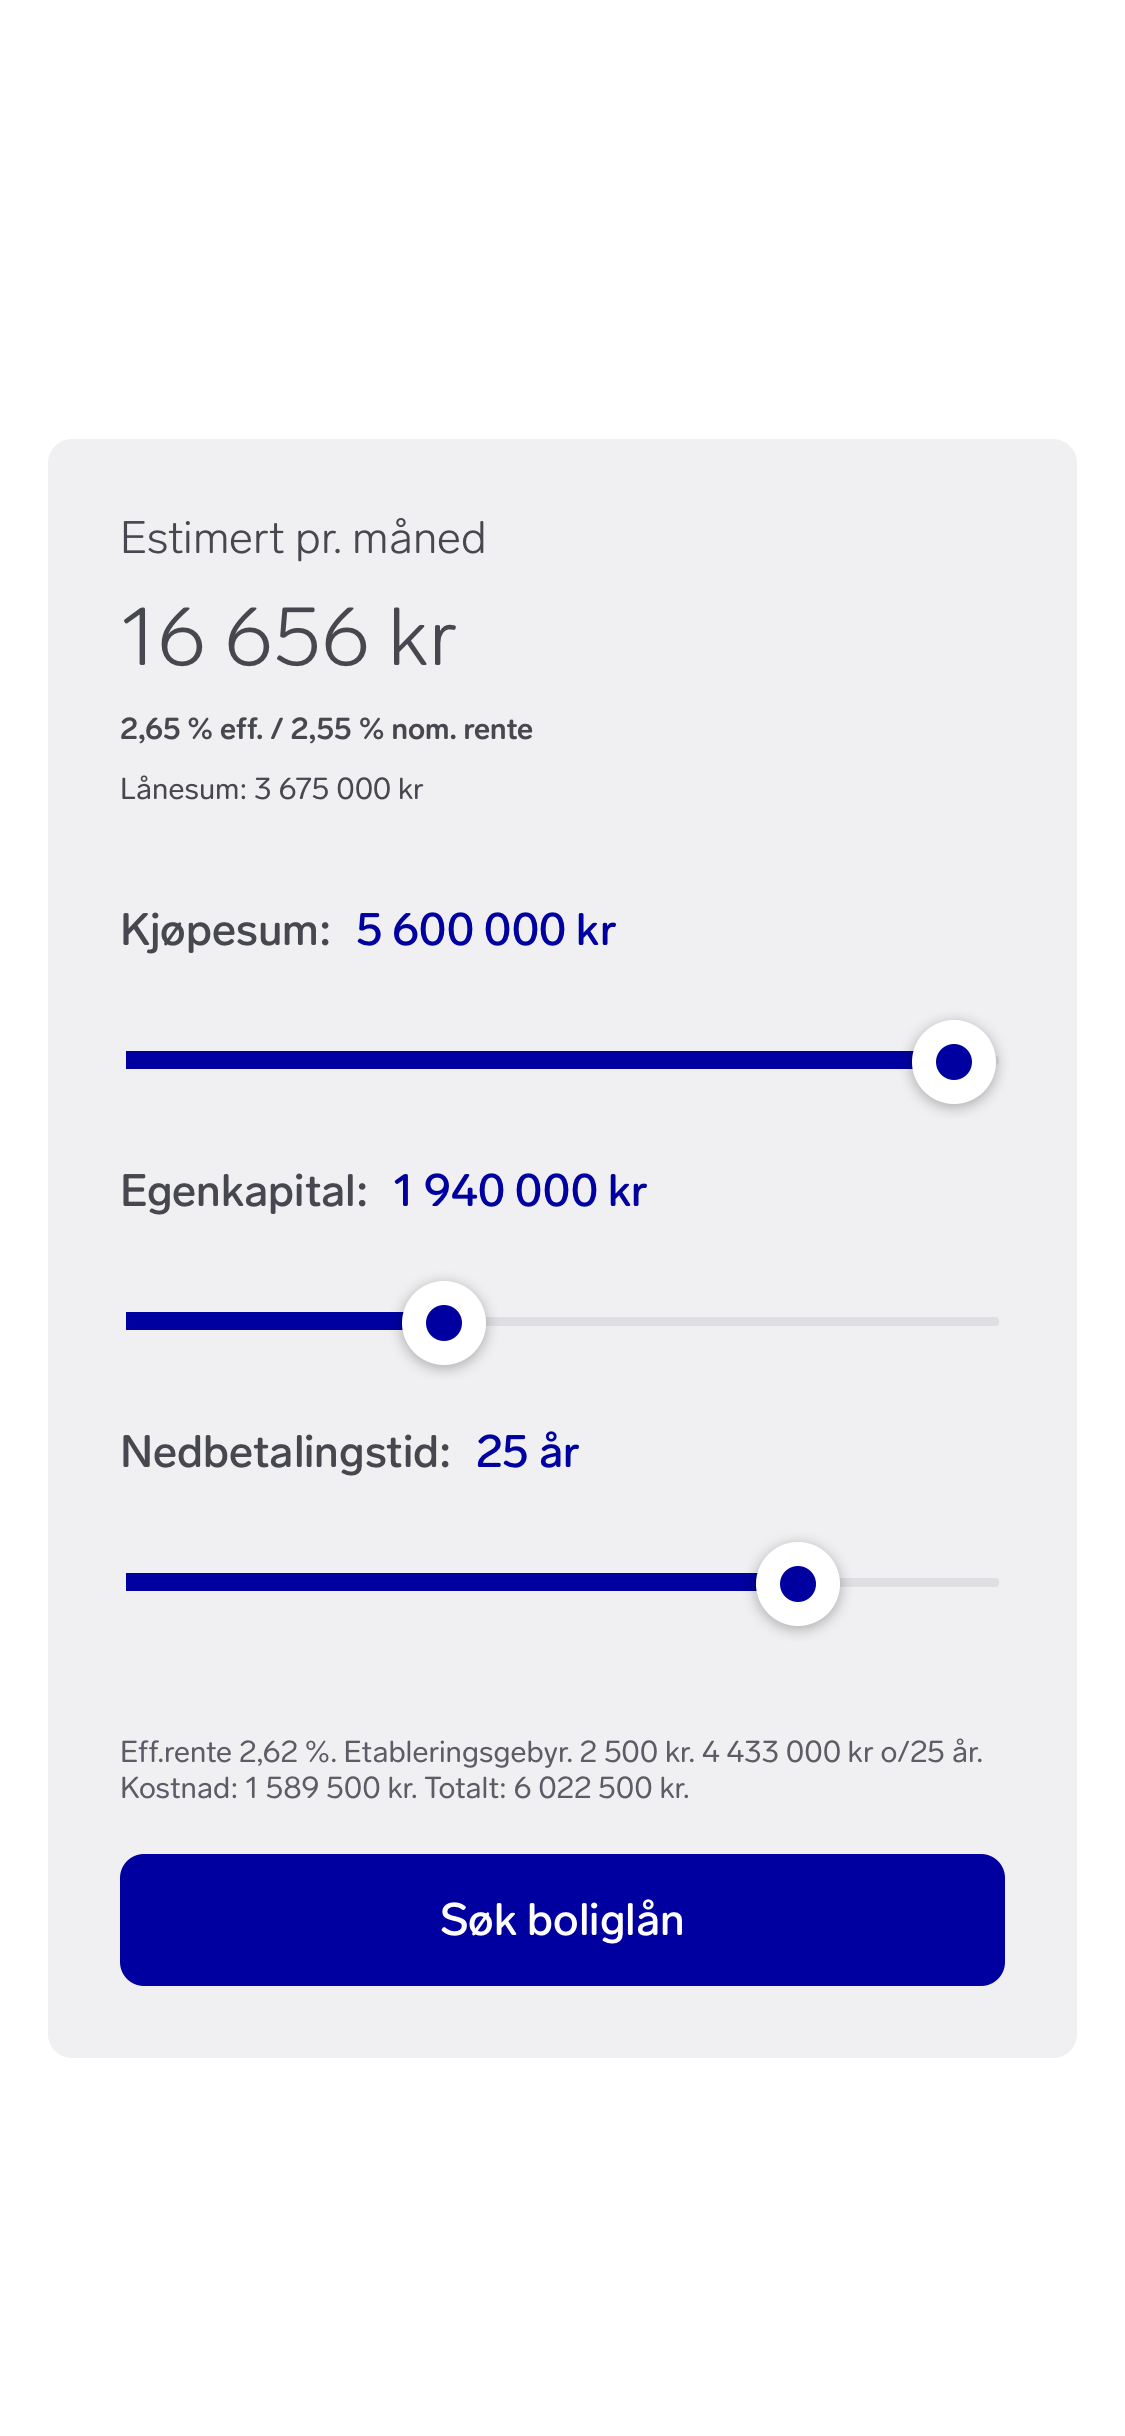 Estimert pr. måned
16 656 kr
2,65 % eff. / 2,55 % nom. rente
Lånesum: 3 675 000 kr
Kjøpesum: 5 600 000 kr
Egenkapital: 1 940 000 kr
Nedbetalingstid: 25 år
Eff.rente 2,62 %. Etableringsgebyr. 2 500 kr. 4 433 000 kr o/25 år.
Kostnad: 1 589 500 kr. Totalt: 6 022 500 kr.
Søk boliglån